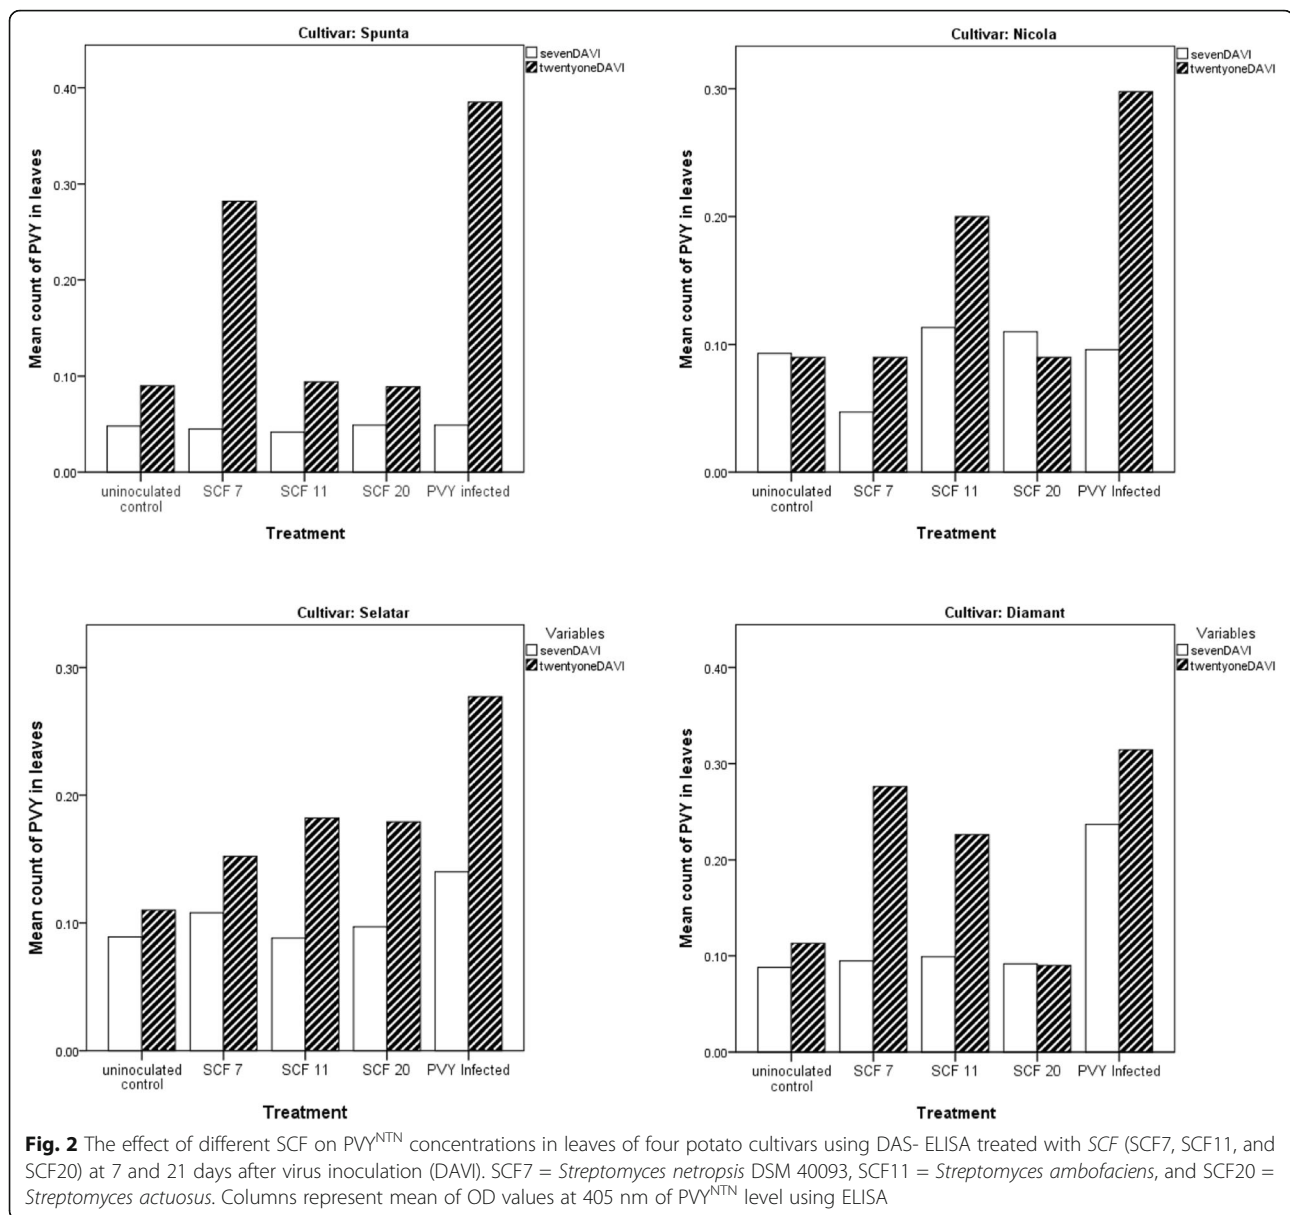 Cultivar: Spunta
sevenDAVI
twentyoneDAVI
Mean count of PVY in leaves
0.40
0.30
0.20
0.10
0.00
uninoculated control
SCF 7
SCF 11
SCF 20
PVY infected
Treatment
Cultivar: Nicola
sevenDAVI
twentyoneDAVI
Mean count of PVY in leaves
0.30
0.20
0.10
0.00
uninoculated control
SCF 7
SCF 11
SCF 20
PVY Infected
Treatment
Cultivar: Selatar
Variables
sevenDAVI
twentyoneDAVI
Mean count of PVY in leaves
0.30
0.20
0.10
0.00
uninoculated control
SCF 7
SCF 11
SCF 20
PVY Infected
Treatment
Cultivar: Diamant
Variables
sevenDAVI
twentyoneDAVI
Mean count of PVY in leaves
0.40
0.30
0.20
0.10
0.00
uninoculated control
SCF 7
SCF 11
SCF 20
PVY Infected
Treatment
Fig. 2 The effect of different SCF on PVY^NTN concentrations in leaves of four potato cultivars using DAS- ELISA treated with SCF (SCF7, SCF11, and
SCF20) at 7 and 21 days after virus inoculation (DAVI). SCF7 = Streptomyces netropsis DSM 40093, SCF11 = Streptomyces ambofaciens, and SCF20 =
Streptomyces actuosus. Columns represent mean of OD values at 405 nm of PVY^NTN level using ELISA